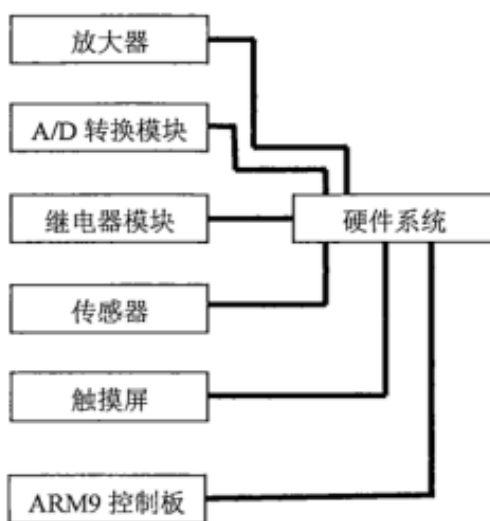 放大器
A/D 转换模块
继电器模块
硬件系统
传感器
触摸屏
ARM9 控制板